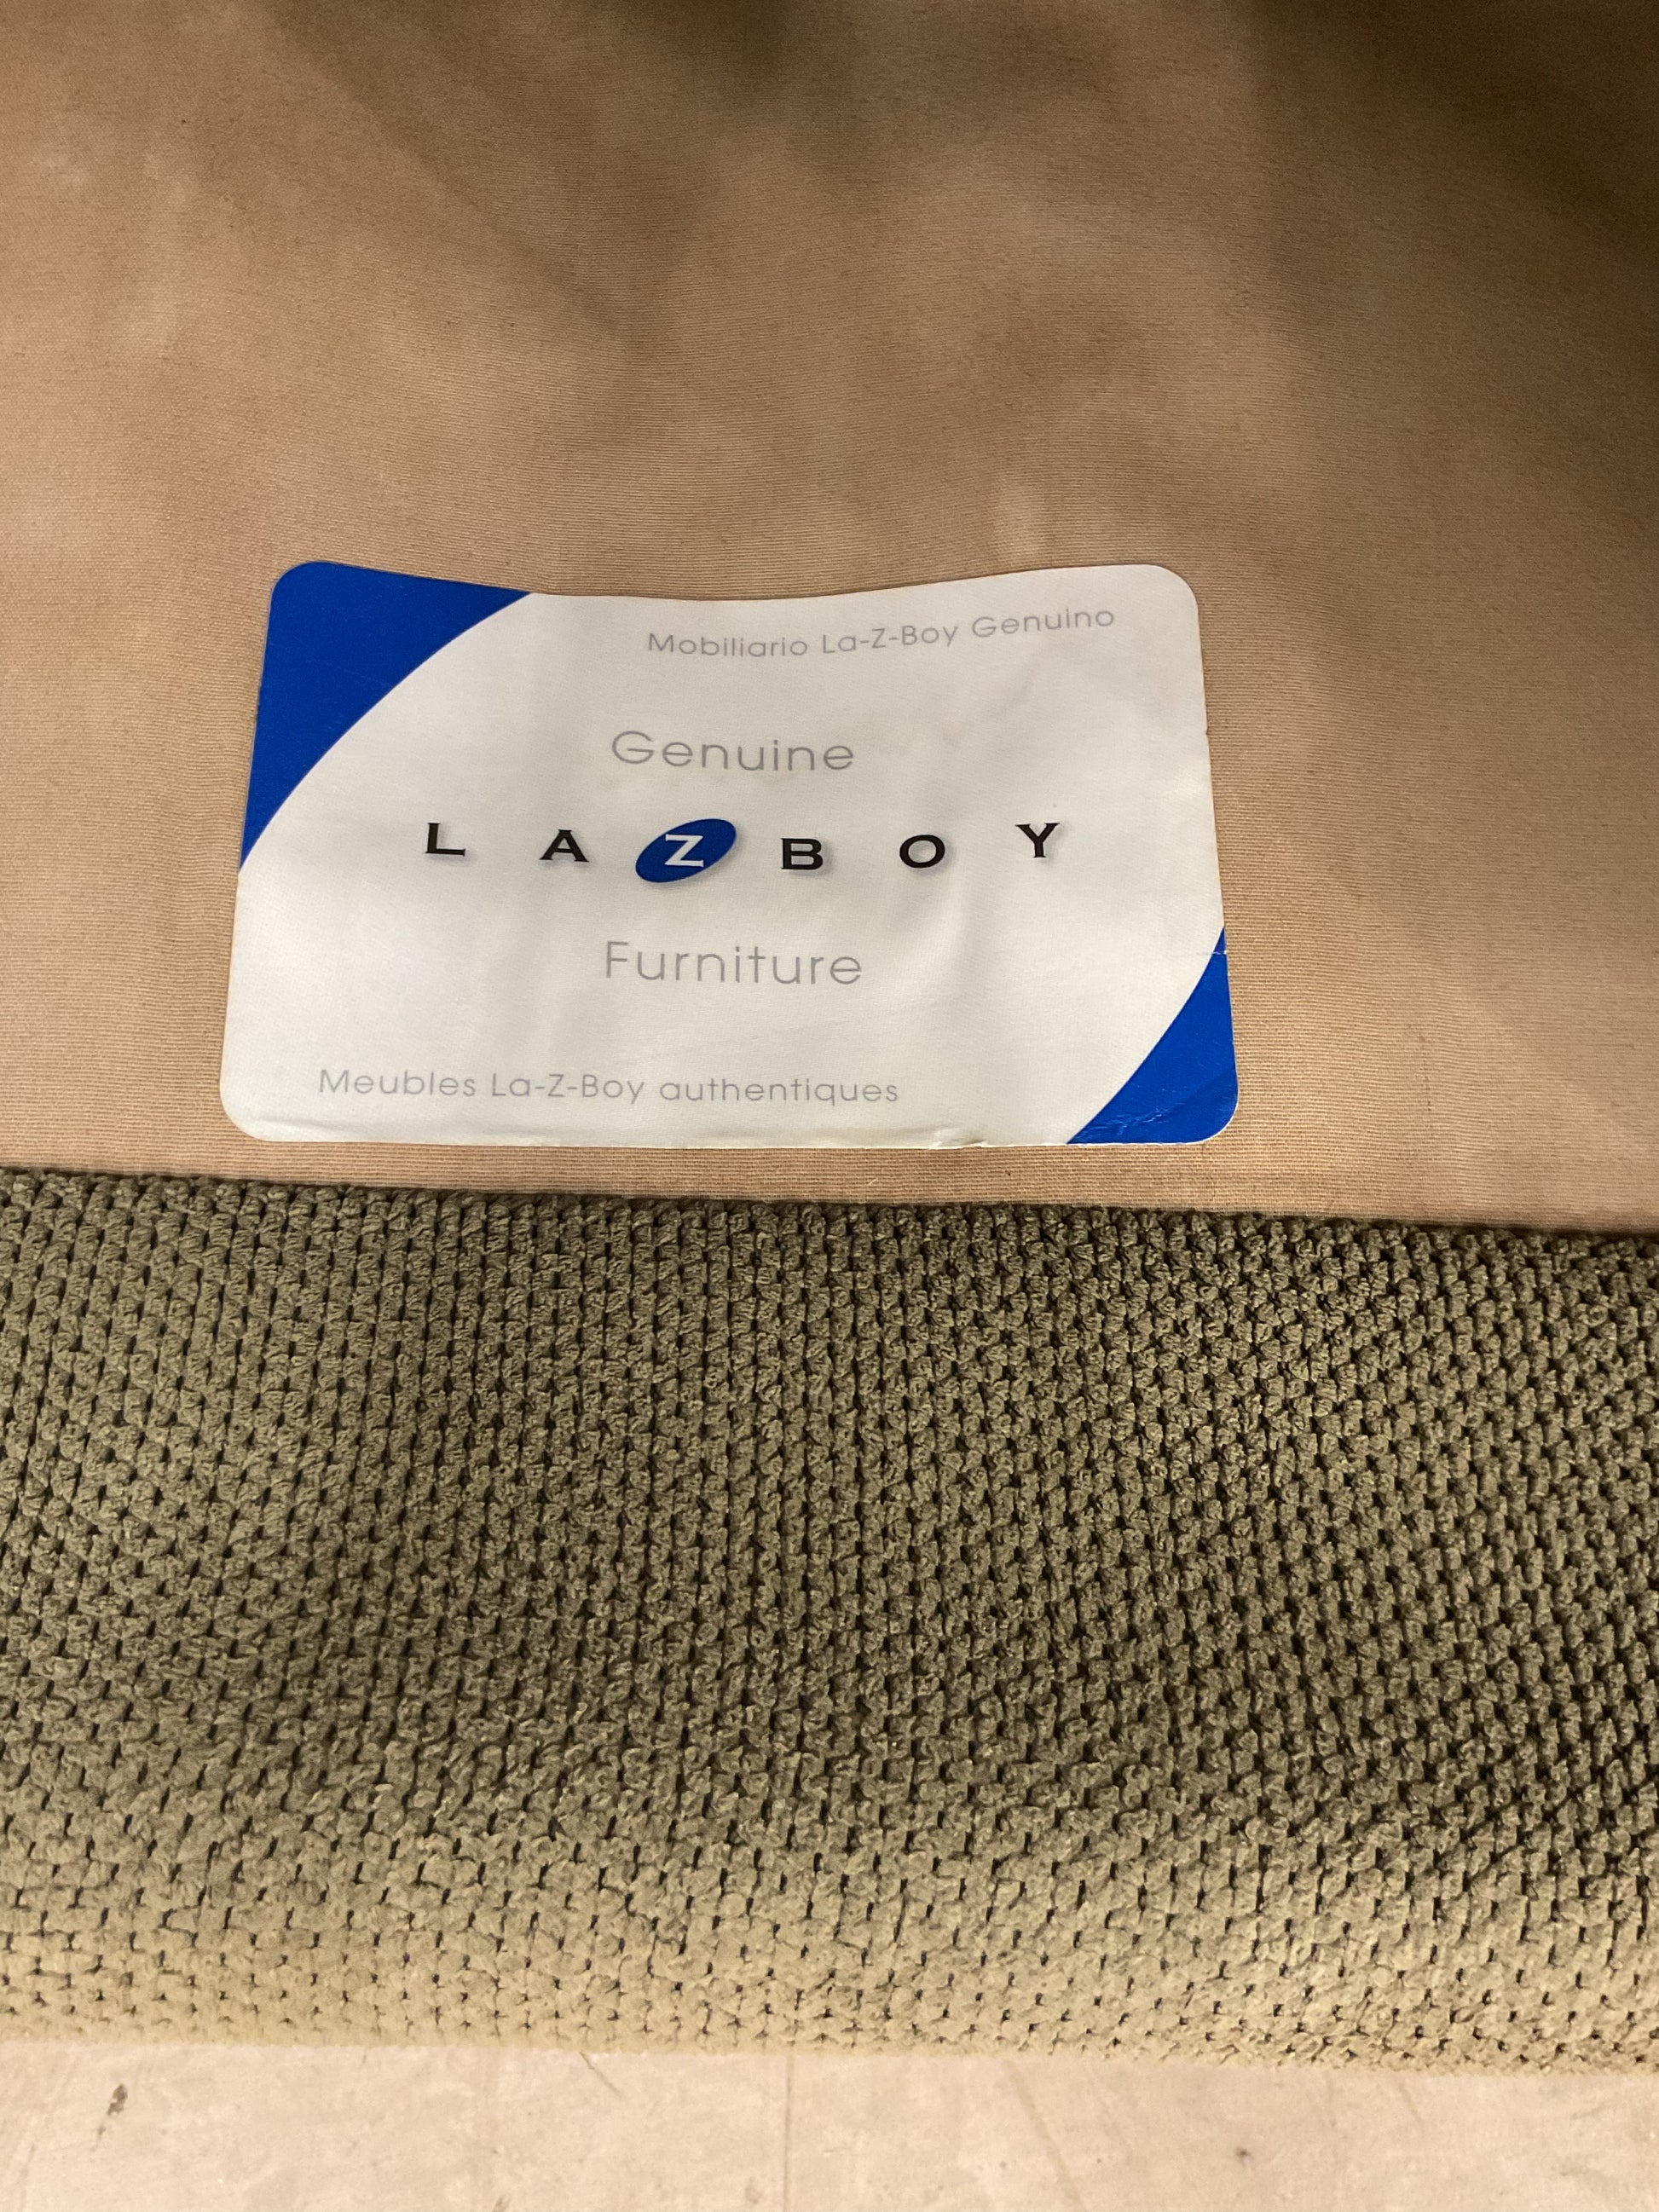 Mobiliario La-Z-Boy Genuino
Genuine
LAZBOY
Furniture
Meubles La-Z-Boy authentiques